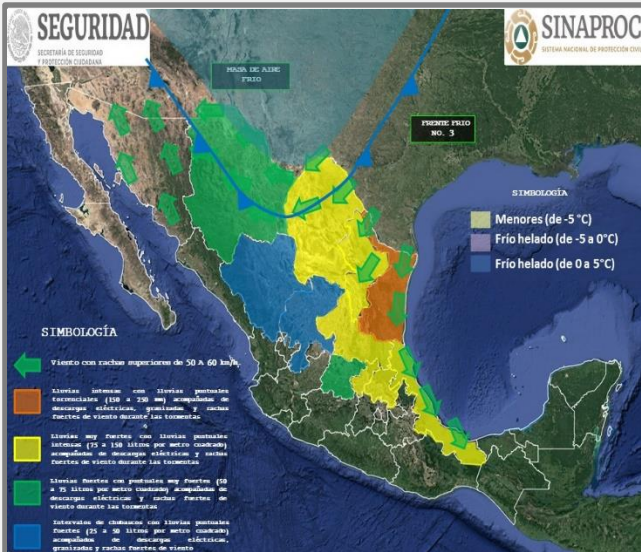 SEGURIDAD
SECRETARÍA DE SEGURIDAD
Y PROTECCIÓN CIUDADANA
SINAPROC
SISTEMA NACIONAL DE PROTECCIÓN CIVIL
MASA DE AIRE
FRIO
FRENTE FRIO
NO. 3
SIMBOLOGÍA
Menores (de -5 °C)
Frío helado (de -5 a 0°C)
Frío helado (de 0 a 5°C)
SIMBOLOGÍA
Viento con rachas superiores de 50 A 60 km/h
Lluvias intensas con lluvias puntuales
torrenciales (150 a 250 mm) acompañadas de
descargas eléctricas, granizadas y rachas
fuertes de viento durante las tormentas
Lluvias muy fuertes con lluvias puntuales
intensas (75 a 150 litros por metro cuadrado)
acompañadas de descargas eléctricas y rachas
fuertes de viento durante las tormentas
Lluvias fuertes con puntuales muy fuertes (50
a 75 litros por metro cuadrado) acompañadas de
descargas eléctricas y rachas fuertes de
viento durante las tormentas
Intervalos de chubascos con lluvias puntuales
fuertes (25 a 50 litros por metro cuadrado)
acompañados de descargas eléctricas,
granizadas y rachas fuertes de viento